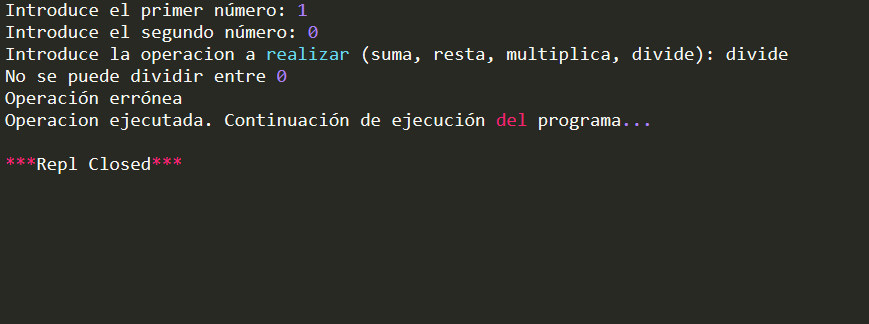 Introduce el primer número: 1
Introduce el segundo número: 0
Introduce la operacion a realizar (suma, resta, multiplica, divide): divide
No se puede dividir entre 0
Operación errónea
Operacion ejecutada. Continuación de ejecución del programa...
***Repl Closed***